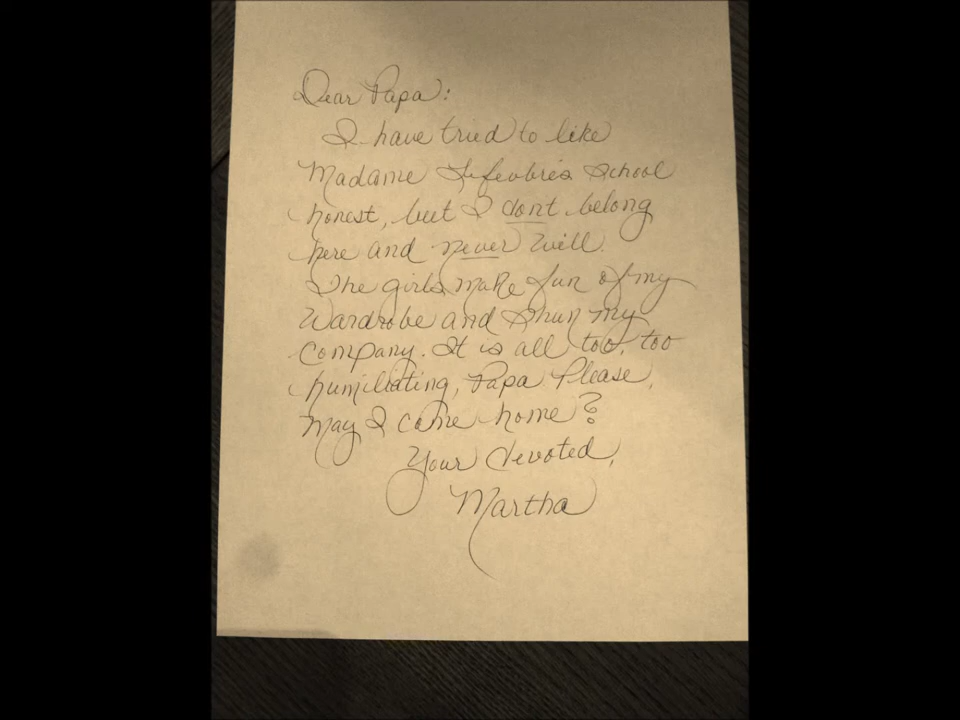 Dear Papa:
I have tried to like
Madame Lefeubre's School
honest, but I dont belong
here and never will.
The girls make fun of my
Wardrobe and shun my
company. It is all too, too
humiliating, Papa. Please,
may I come home?
Your devoted,
Martha